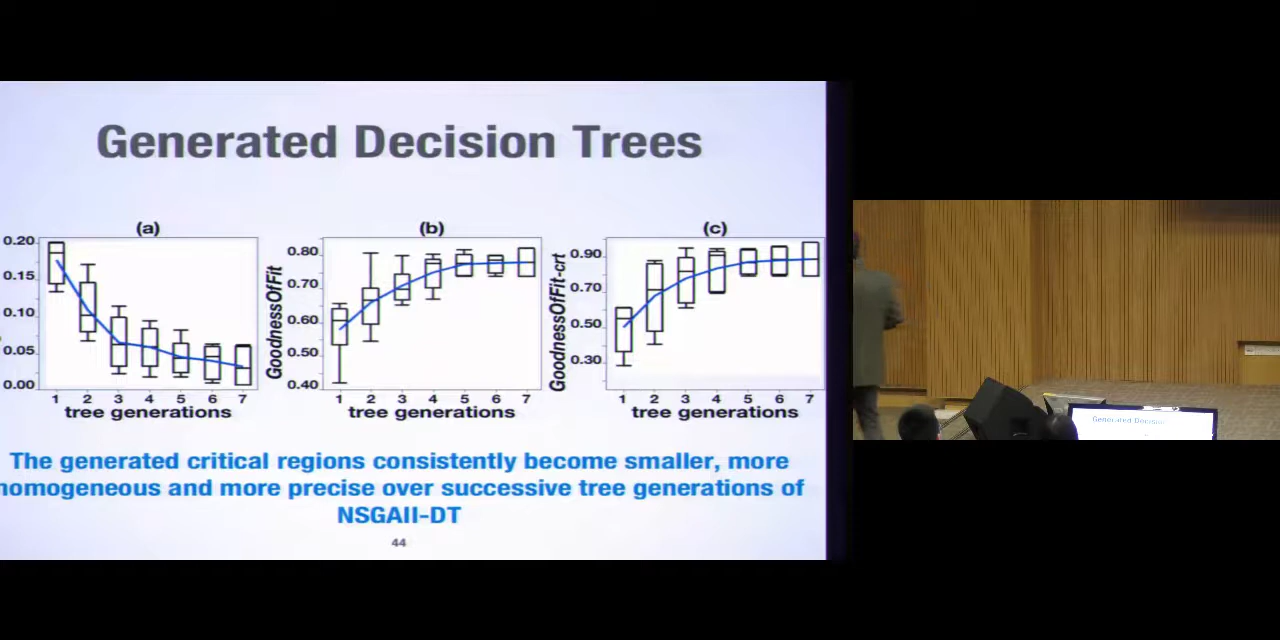 Generated Decision Trees
(a)
0.20
0.15
0.10
0.05
0.00
1 2 3 4 5 6 7
tree generations
(b)
GoodnessOfFit
0.80
0.70
0.60
0.50
0.40
1 2 3 4 5 6 7
tree generations
(c)
GoodnessOfFit-crt
0.90
0.70
0.50
0.30
1 2 3 4 5 6 7
tree generations
The generated critical regions consistently become smaller, more
homogeneous and more precise over successive tree generations of
NSGAII-DT
44
Generated Decision